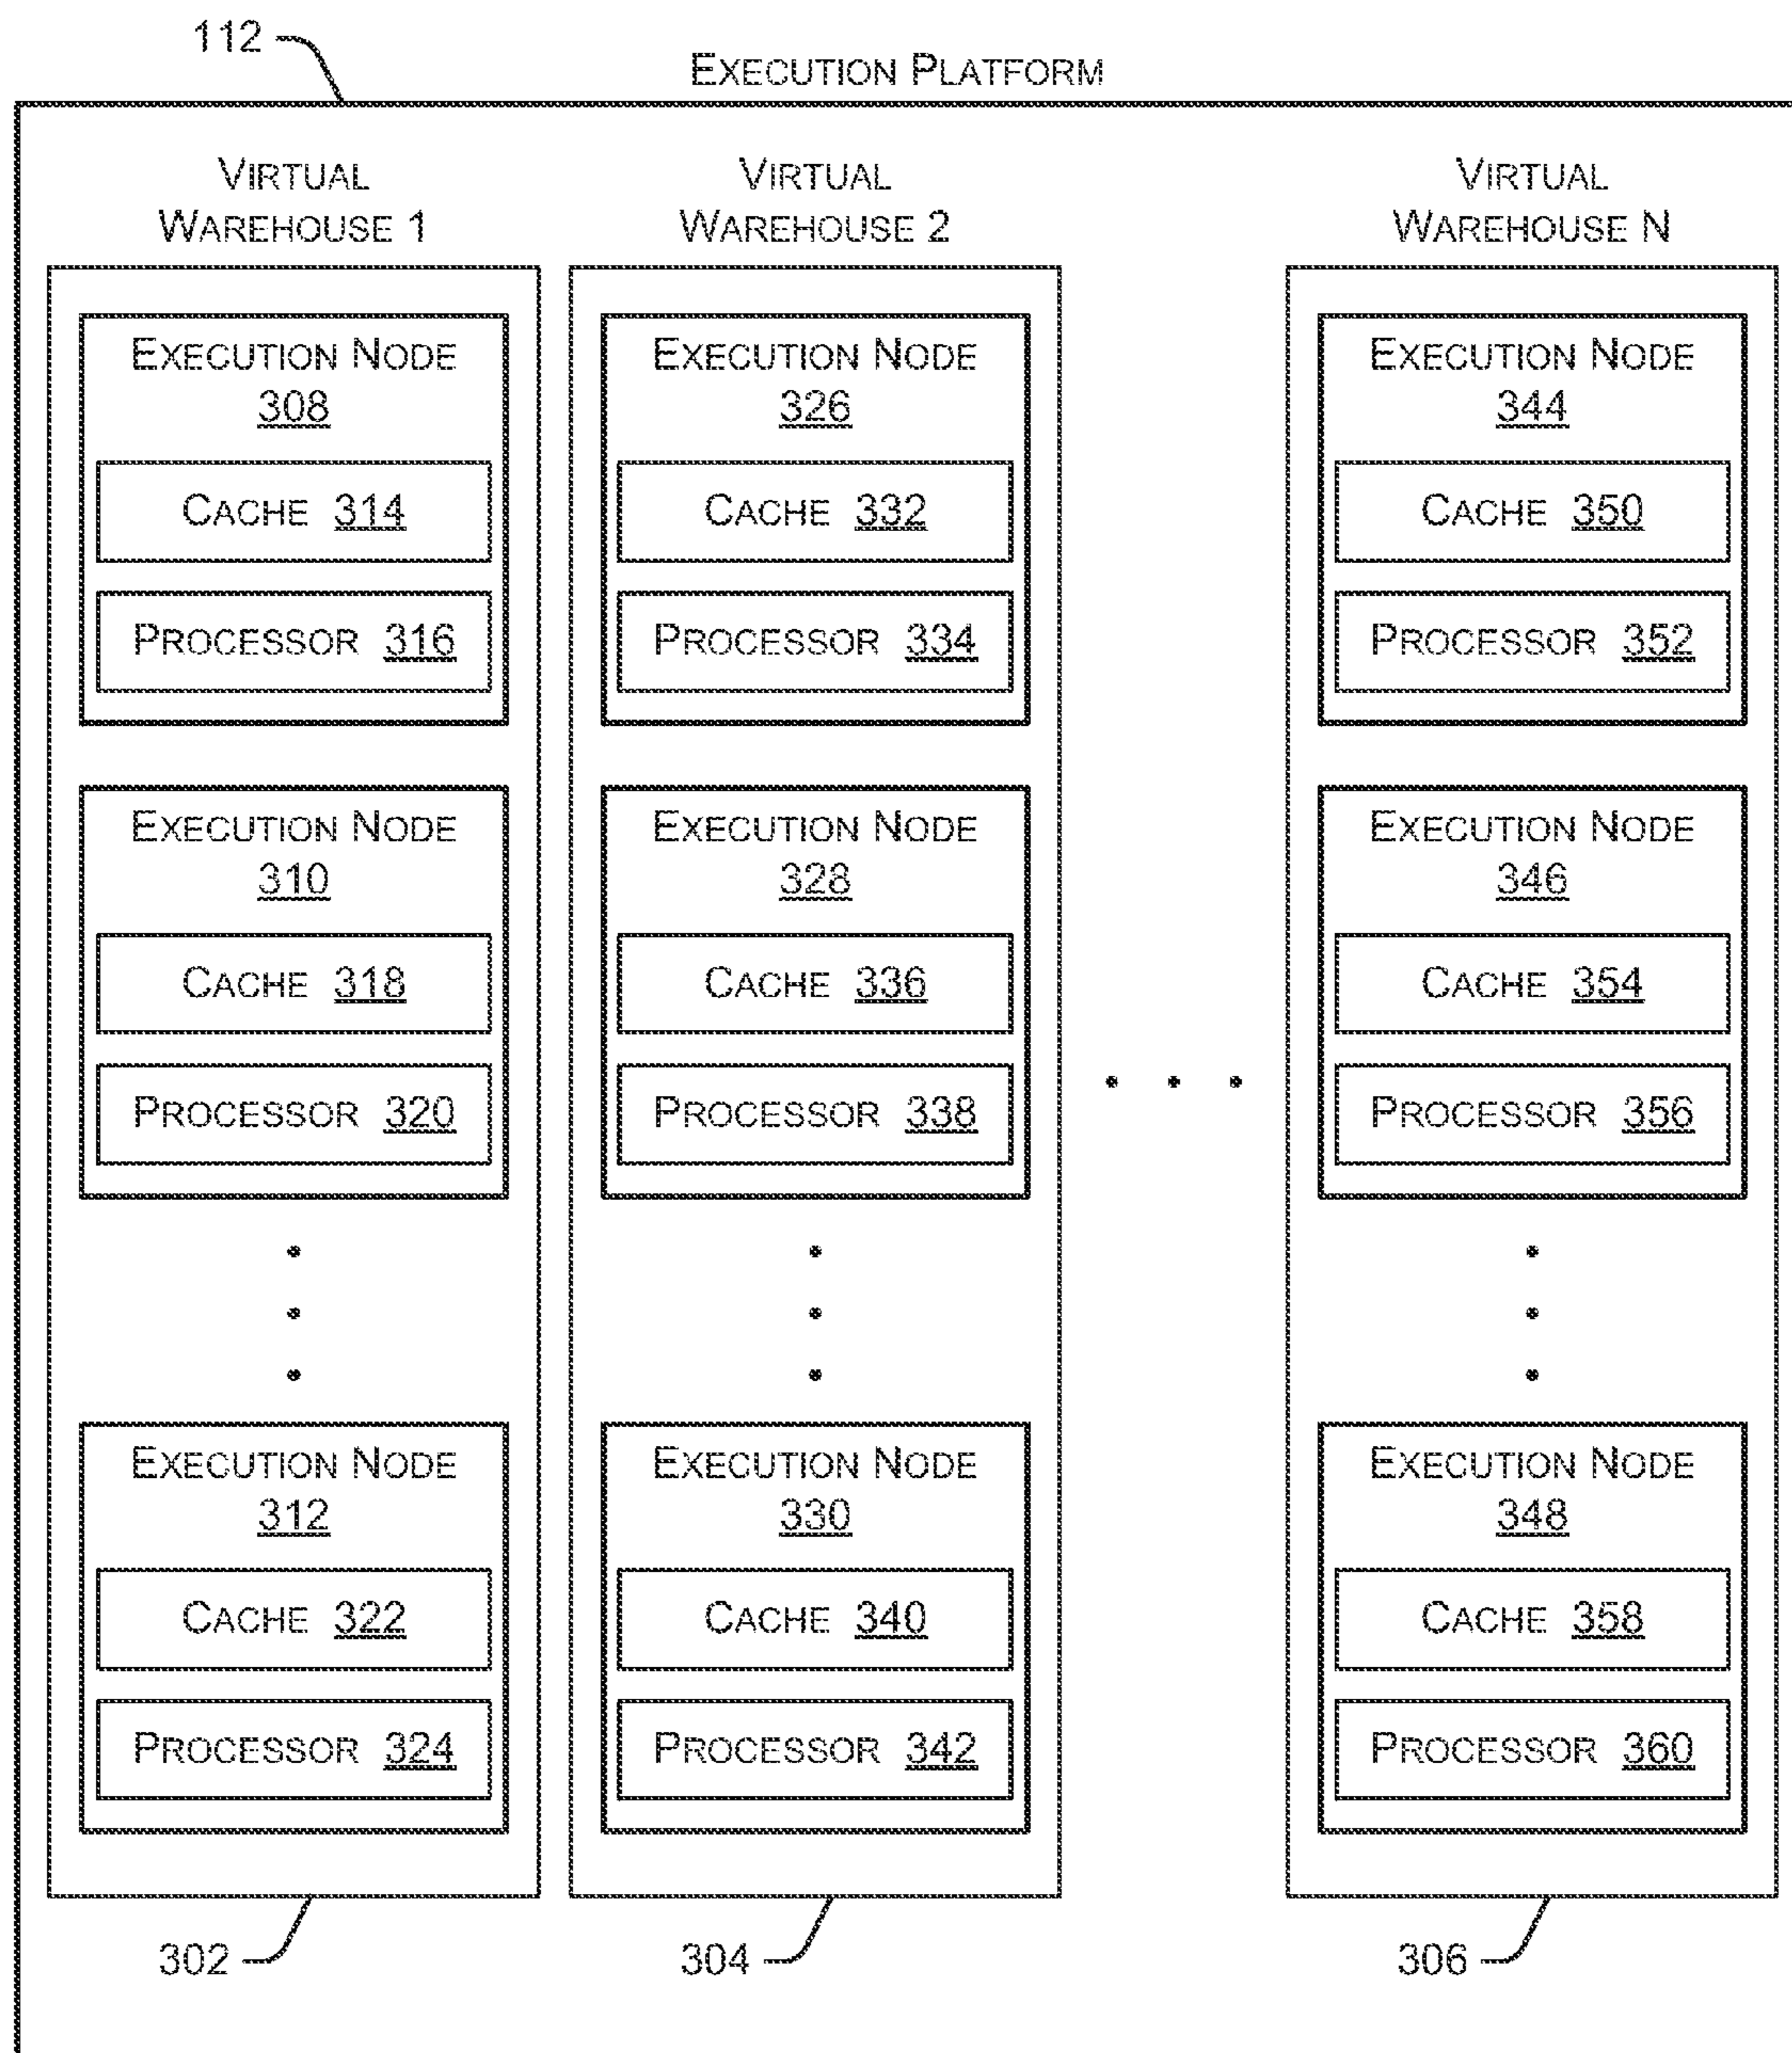 112
EXECUTION PLATFORM
VIRTUAL
WAREHOUSE 1
EXECUTION NODE
308
CACHE 314
PROCESSOR 316
EXECUTION NODE
310
CACHE 318
PROCESSOR 320
EXECUTION NODE
312
CACHE 322
PROCESSOR 324
302
VIRTUAL
WAREHOUSE 2
EXECUTION NODE
326
CACHE 332
PROCESSOR 334
EXECUTION NODE
328
CACHE 336
PROCESSOR 338
EXECUTION NODE
330
CACHE 340
PROCESSOR 342
304
VIRTUAL
WAREHOUSE N
EXECUTION NODE
344
CACHE 350
PROCESSOR 352
EXECUTION NODE
346
CACHE 354
PROCESSOR 356
EXECUTION NODE
348
CACHE 358
PROCESSOR 360
306